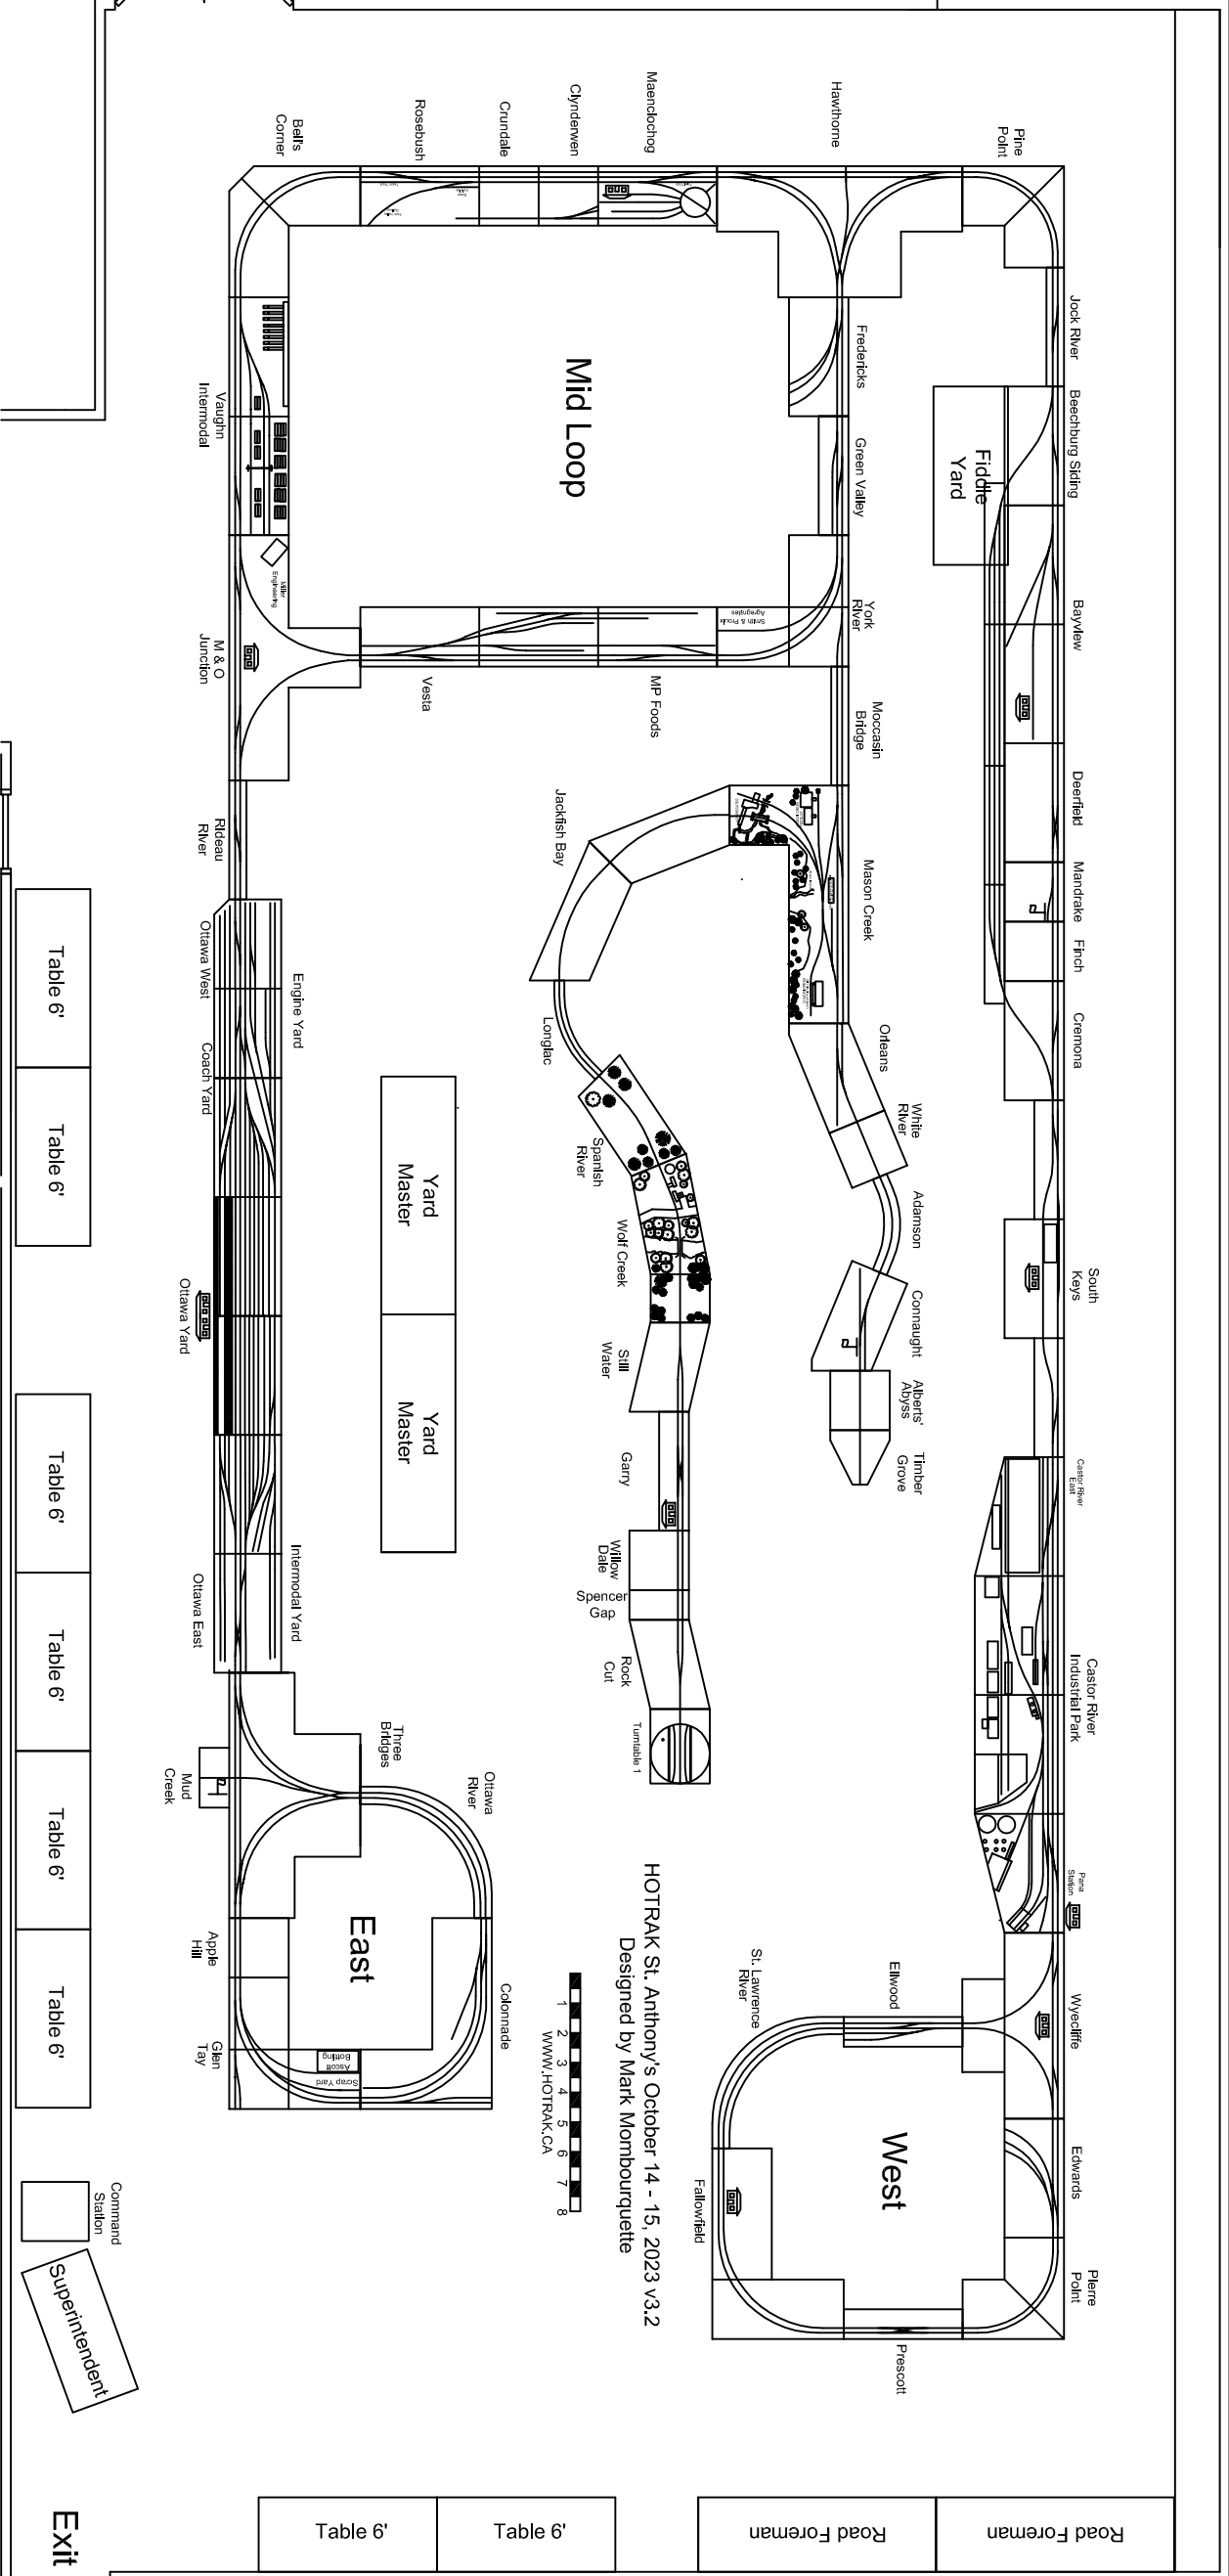 Bell's
Corner
Rosebush
Crundale
Clynderwen
Maenclochog
Hawthorne
Pine
Point
Jock River
Beechburg Siding
Fiddle
Yard
Bayview
Deerfield
Mandrake
Finch
Cremona
South
Keys
Castor River
East
Castor River
Industrial Park
Pana
Station
Wyecliffe
Edwards
Pierre
Point
Mid Loop
Fredericks
Green Valley
York
River
Smith & Proulx
Agregrates
Moccasin
Bridge
Mason Creek
Orleans
White
River
Adamson
Connaught
Alberts'
Abyss
Timber
Grove
Vaughn
Intermodal
Miller
Engineering
M & O
Junction
Vesta
MP Foods
Rideau
River
Jackfish Bay
Longlac
Spanish
River
Wolf Creek
Still
Water
Garry
Willow
Dale
Spencer
Gap
Rock
Cut
Turntable 1
Ottawa West
Engine Yard
Coach Yard
Ottawa Yard
Intermodal Yard
Ottawa East
Yard
Master
Yard
Master
Three
Bridges
Mud
Creek
Ottawa
River
East
Apple
Hill
Colonnade
Glen
Tay
Ascott
Bottling
Scrap Yard
HOTRAK St. Anthony's October 14 - 15, 2023 v3.2
Designed by Mark Mombourquette
1 2 3 4 5 6 7 8
WWW.HOTRAK.CA
St. Lawrence
River
Ellwood
West
Fallowfield
Prescott
Table 6'
Table 6'
Table 6'
Table 6'
Table 6'
Table 6'
Command
Station
Superintendent
Exit
Table 6'
Table 6'
Road Foreman
Road Foreman